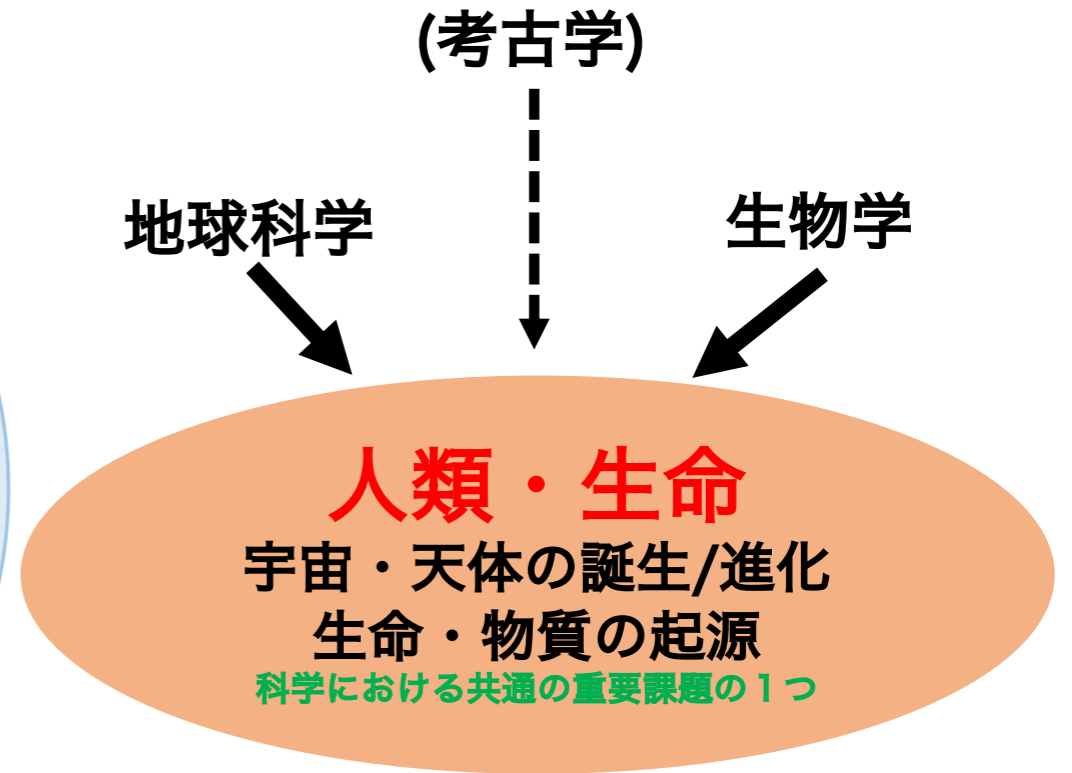 (考古学)
地球科学
生物学
人類・生命
宇宙・天体の誕生/進化
生命・物質の起源
科学における共通の重要課題の１つ